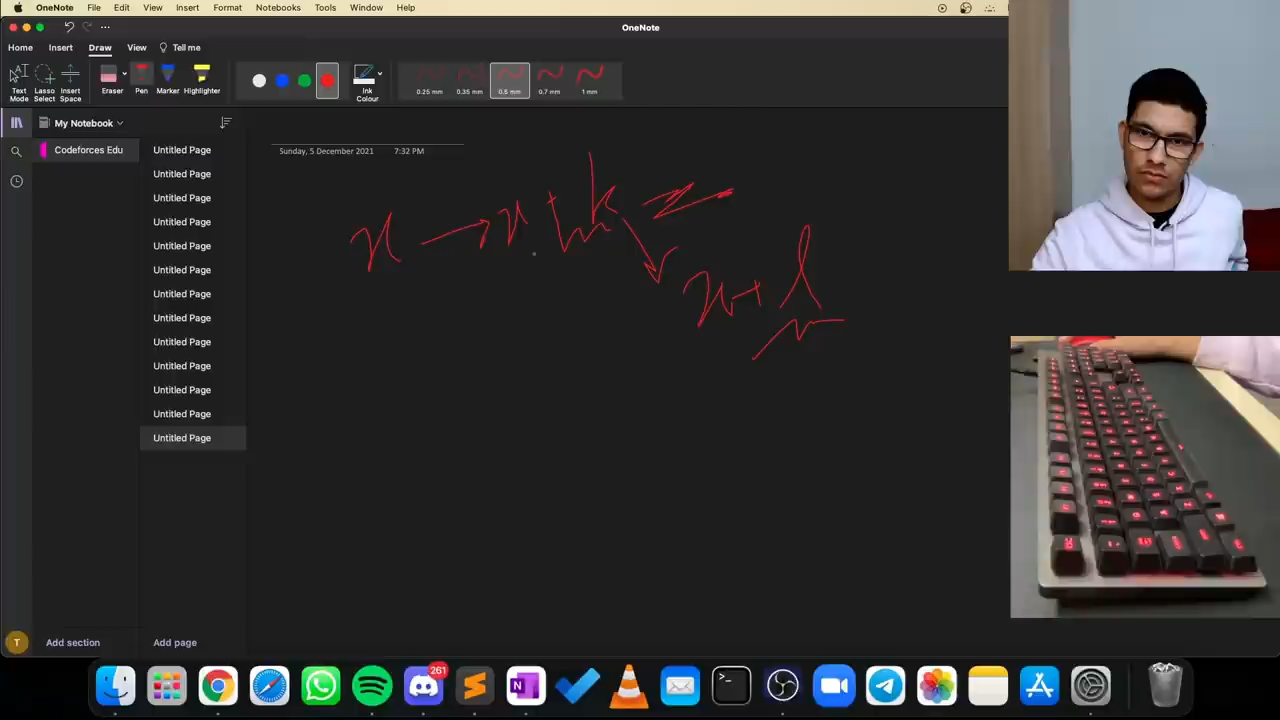 OneNote File Edit View Insert Format Notebooks Tools Window Help
OneNote
Home Insert Draw View Tell me
Text Mode
Lasso Select
Insert Space
Eraser
Pen
Marker
Highlighter
Ink Colour
0.25 mm 0.35 mm 0.5 mm 0.7 mm 1 mm
My Notebook
Codeforces Edu
Untitled Page
Untitled Page
Untitled Page
Untitled Page
Untitled Page
Untitled Page
Untitled Page
Untitled Page
Untitled Page
Untitled Page
Untitled Page
Untitled Page
Untitled Page
Sunday, 5 December 2021 7:32 PM
x → x + k
x + l
T
Add section
Add page
261